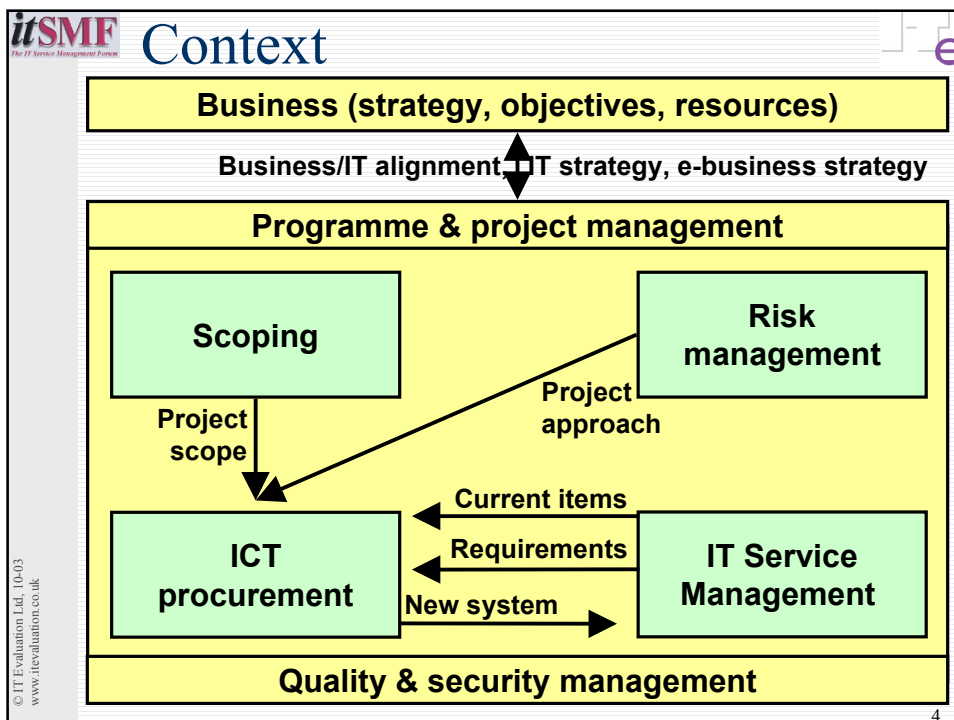 itSMF
The IT Service Management Forum
Context
e
Business (strategy, objectives, resources)
Business/IT alignment, IT strategy, e-business strategy
Programme & project management
Scoping
Risk
management
Project
scope
Project
approach
Current items
Requirements
New system
ICT
procurement
IT Service
Management
Quality & security management
© IT Evaluation Ltd, 10-03
www.itevaluation.co.uk
4